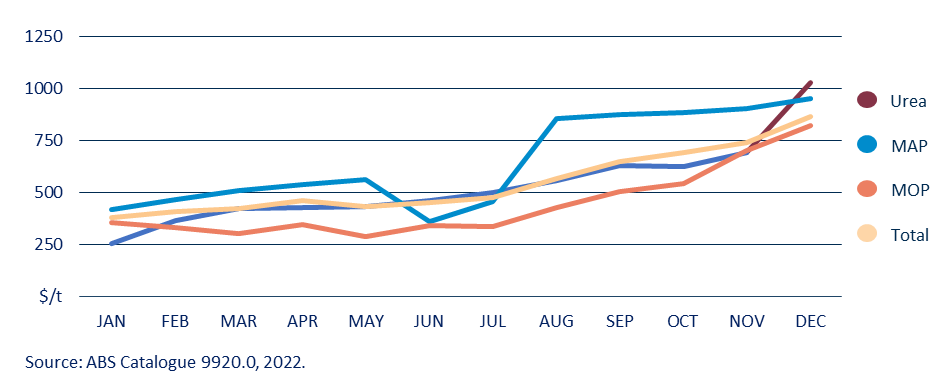 1250
1000
750
500
250
$/t
JAN FEB MAR APR MAY JUN JUL AUG SEP OCT NOV DEC
Urea
MAP
MOP
Total
Source: ABS Catalogue 9920.0, 2022.